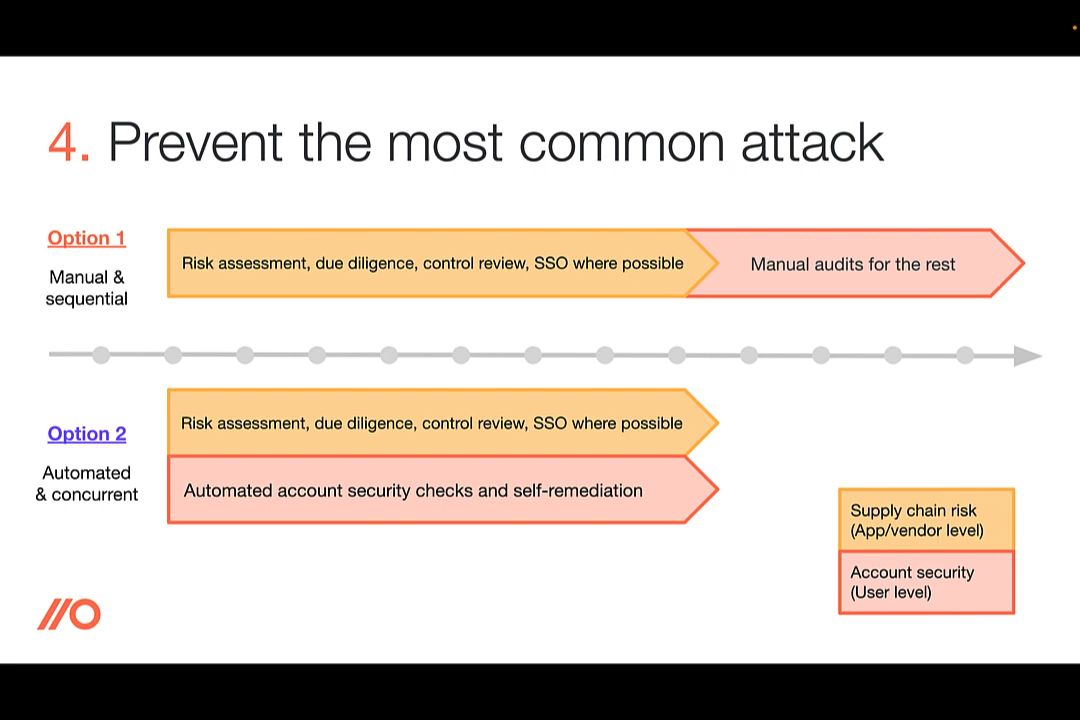 4. Prevent the most common attack
Option 1
Manual &
sequential
Risk assessment, due diligence, control review, SSO where possible
Manual audits for the rest
Option 2
Automated
& concurrent
Risk assessment, due diligence, control review, SSO where possible
Automated account security checks and self-remediation
Supply chain risk
(App/vendor level)
Account security
(User level)